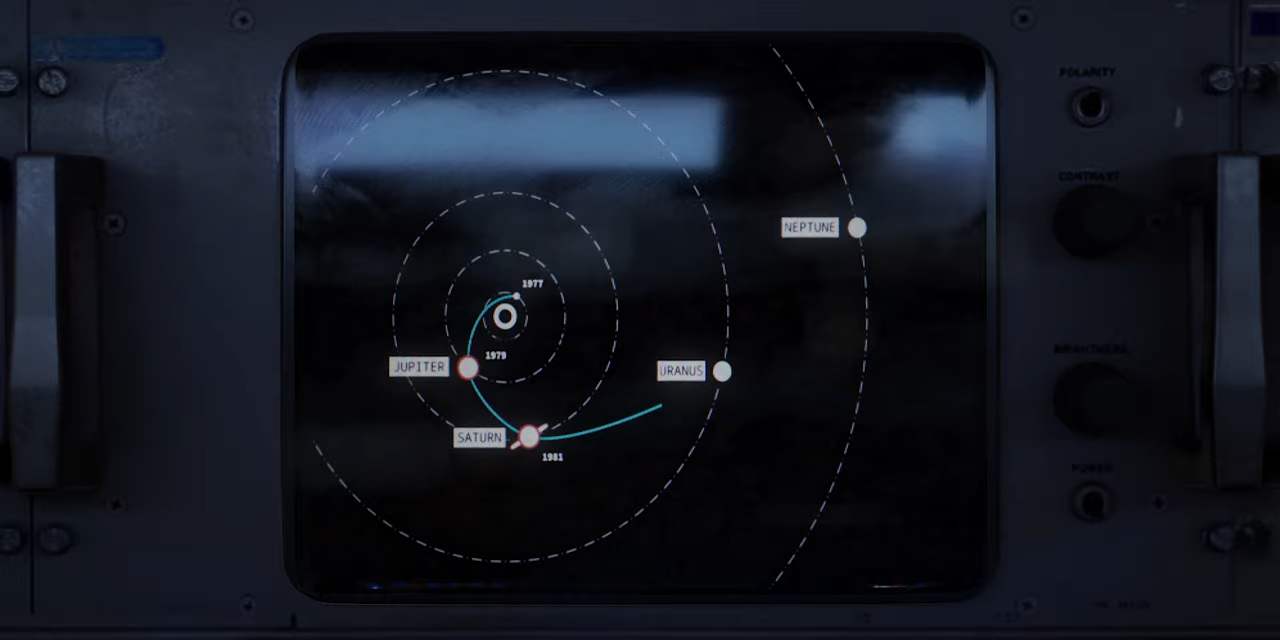 POLARITY
CONTRAST
NEPTUNE
1977
1979
JUPITER
URANUS
BRIGHTNESS
SATURN
1981
POWER